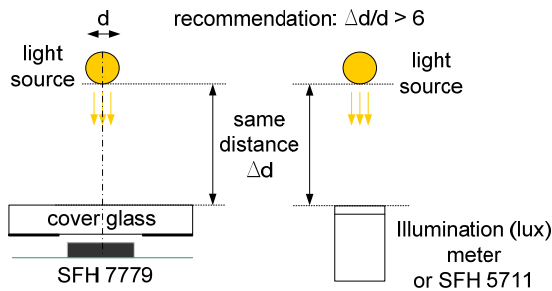 d
recommendation: Δd/d > 6
light
source
light
source
same
distance
Δd
cover glass
SFH 7779
Illumination (lux)
meter
or SFH 5711